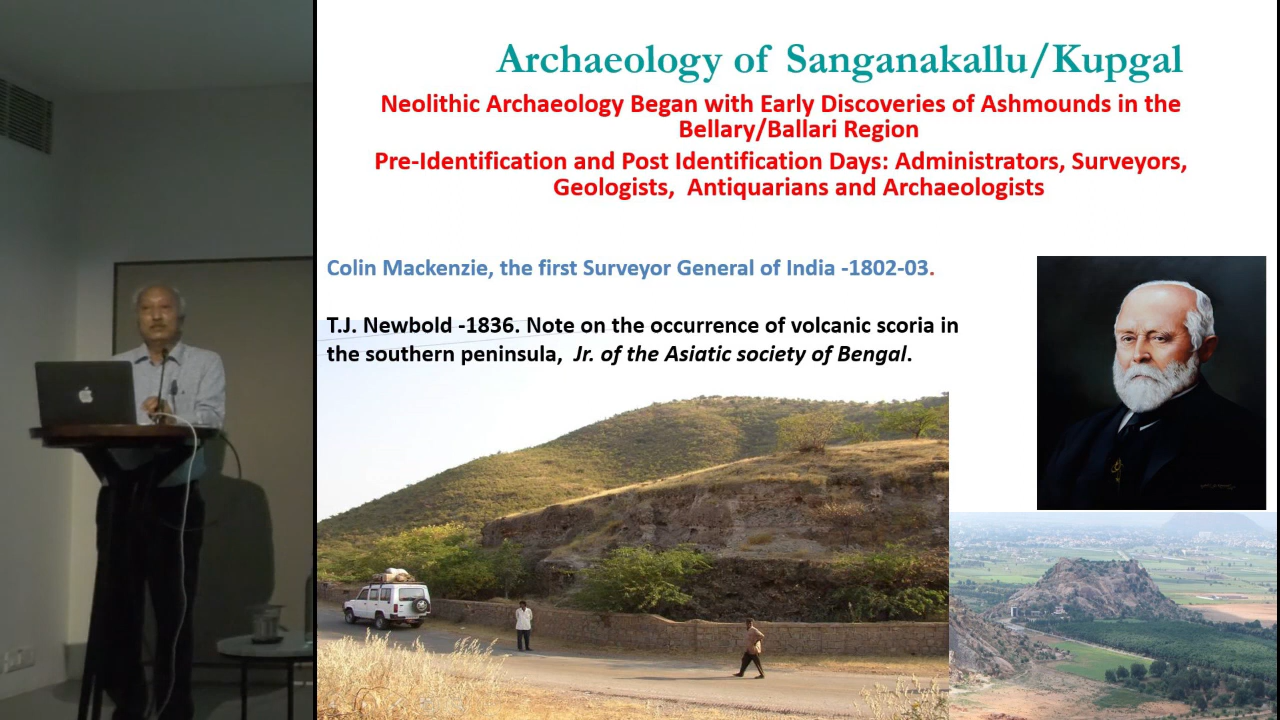 Archaeology of Sanganakallu/Kupgal
Neolithic Archaeology Began with Early Discoveries of Ashmounds in the
Bellary/Ballari Region
Pre-Identification and Post Identification Days: Administrators, Surveyors,
Geologists, Antiquarians and Archaeologists
Colin Mackenzie, the first Surveyor General of India -1802-03.
T.J. Newbold -1836. Note on the occurrence of volcanic scoria in
the southern peninsula, Jr. of the Asiatic society of Bengal.